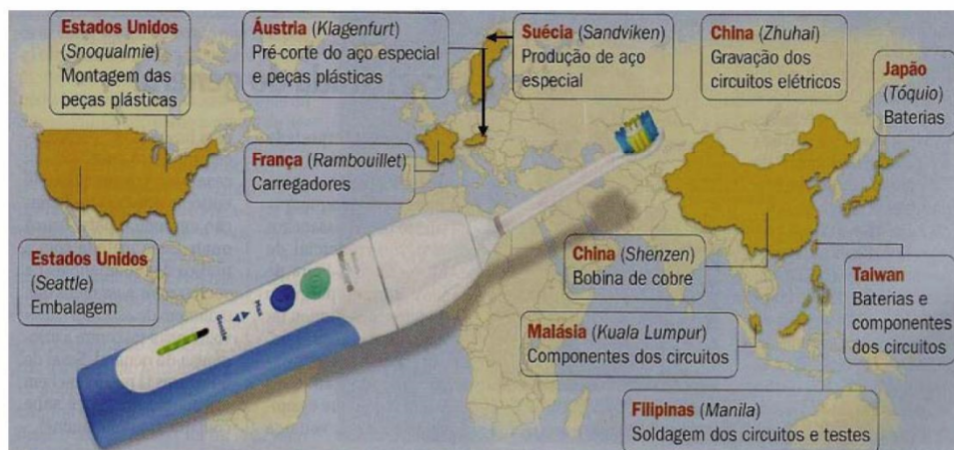 Estados Unidos
(Snoqualmie)
Montagem das
peças plásticas
Áustria (Klagenfurt)
Pré-corte do aço especial
e peças plásticas
Suécia (Sandviken)
Produção de aço
especial
China (Zhuhai)
Gravação dos
circuitos elétricos
Japão
(Tóquio)
Baterias
França (Rambouillet)
Carregadores
Estados Unidos
(Seattle)
Embalagem
China (Shenzen)
Bobina de cobre
Taiwan
Baterias e
componentes
dos circuitos
Malásia (Kuala Lumpur)
Componentes dos circuitos
Filipinas (Manila)
Soldagem dos circuitos e testes